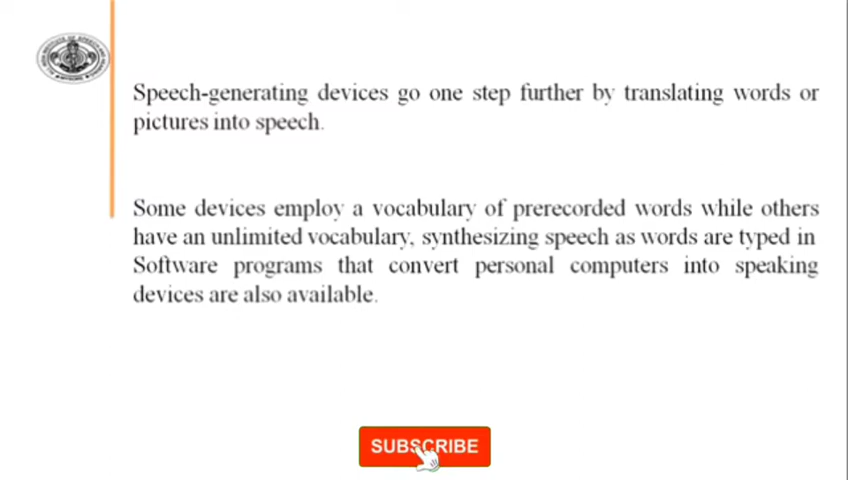 Speech-generating devices go one step further by translating words or
pictures into speech.
Some devices employ a vocabulary of prerecorded words while others
have an unlimited vocabulary, synthesizing speech as words are typed in
Software programs that convert personal computers into speaking
devices are also available.
SUBSCRIBE